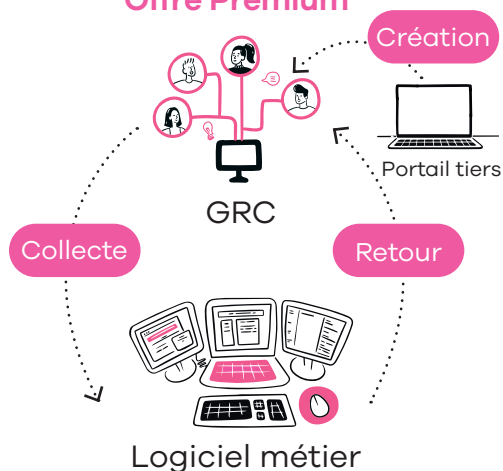 Offre Premium
Création
Portail tiers
GRC
Collecte
Retour
Logiciel métier